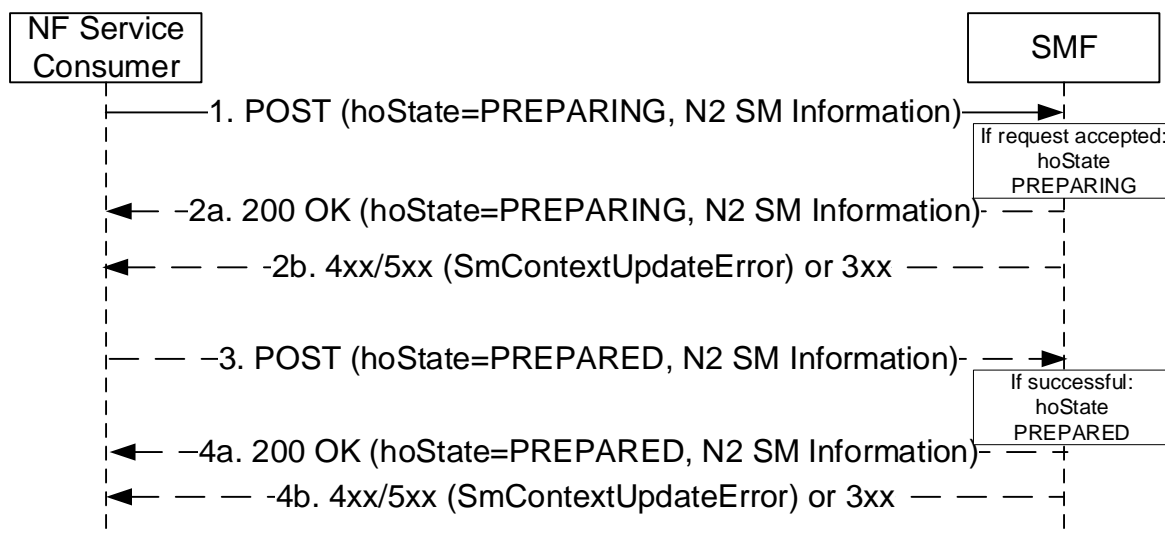 NF Service
Consumer
SMF
1. POST (hoState=PREPARING, N2 SM Information)
If request accepted:
hoState
PREPARING
2a. 200 OK (hoState=PREPARING, N2 SM Information)
2b. 4xx/5xx (SmContextUpdateError) or 3xx
3. POST (hoState=PREPARED, N2 SM Information)
If successful:
hoState
PREPARED
4a. 200 OK (hoState=PREPARED, N2 SM Information)
4b. 4xx/5xx (SmContextUpdateError) or 3xx